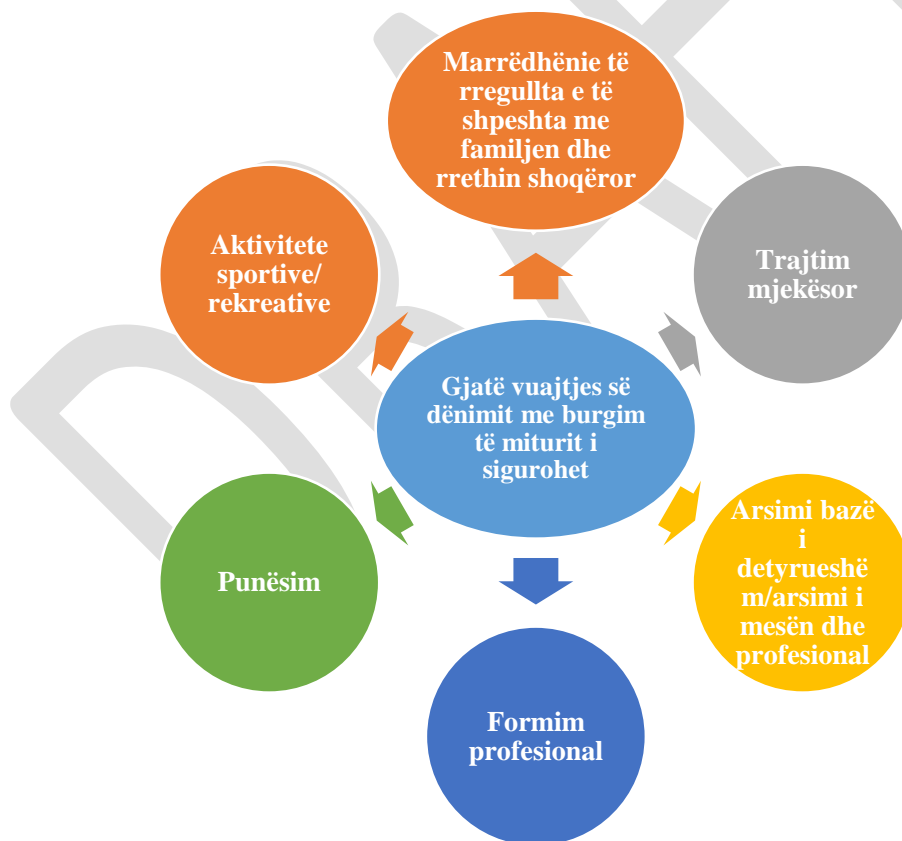 Marrëdhënie të
rregullta e të
shpeshta me
familjen dhe
rrethin shoqëror
Trajtim
mjekësor
Arsimi bazë
i
detyrueshë
m/arsimi i
mesën dhe
profesional
Formim
profesional
Punësim
Aktivitete
sportive/
rekreative
Gjatë vuajtjes së
dënimit me burgim
të miturit i
sigurohet